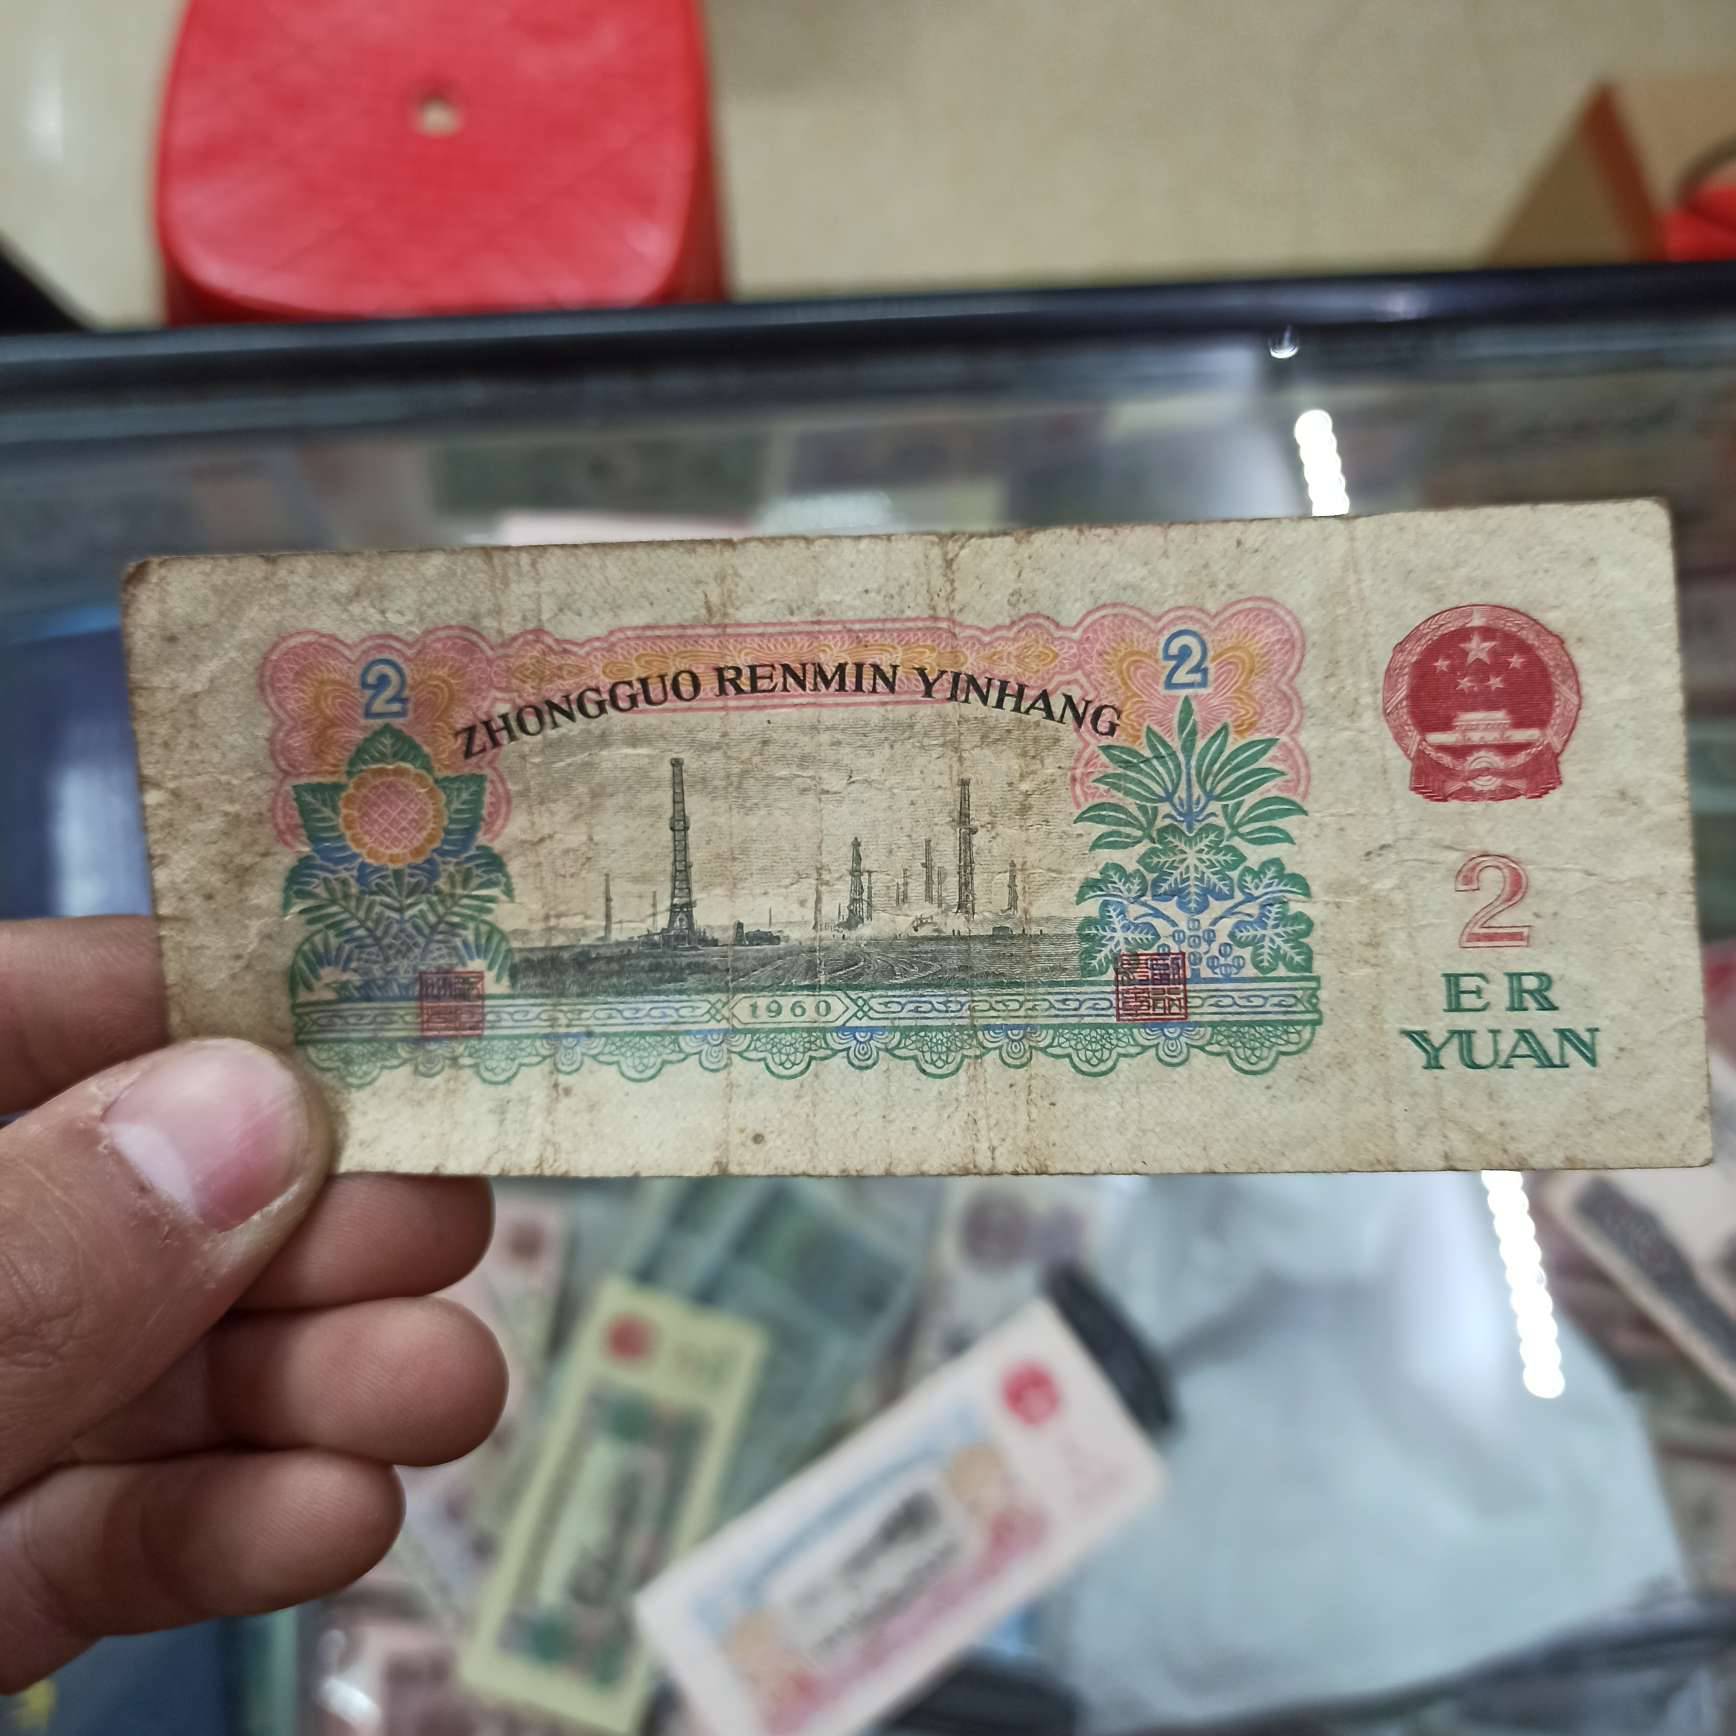 2
2
ZHONGGUO RENMIN YINHANG
1960
2
ER
YUAN